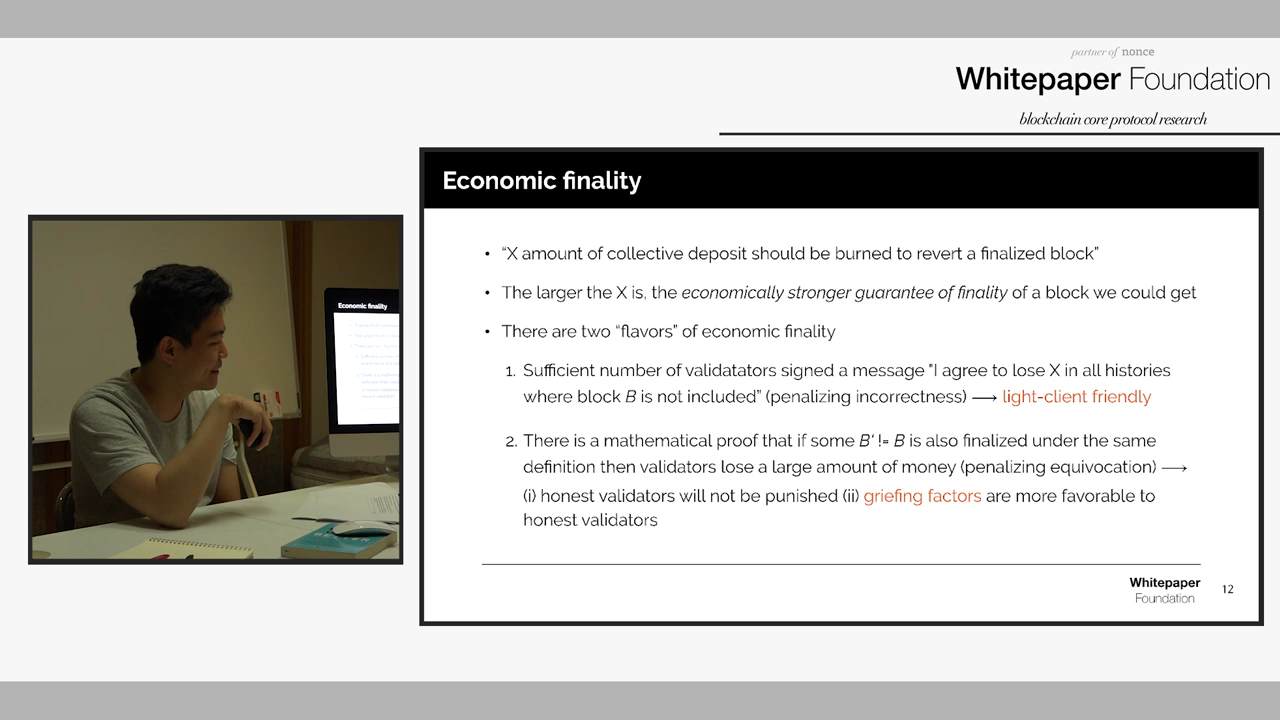 partner of nonce
Whitepaper Foundation
blockchain core protocol research
Economic finality
• “X amount of collective deposit should be burned to revert a finalized block”
• The larger the X is, the economically stronger guarantee of finality of a block we could get
• There are two “flavors” of economic finality
1. Sufficient number of validatators signed a message "I agree to lose X in all histories
where block B is not included” (penalizing incorrectness) ⟶ light-client friendly
2. There is a mathematical proof that if some B’ != B is also finalized under the same
definition then validators lose a large amount of money (penalizing equivocation) ⟶
(i) honest validators will not be punished (ii) griefing factors are more favorable to
honest validators
Whitepaper
Foundation
12
Economic finality